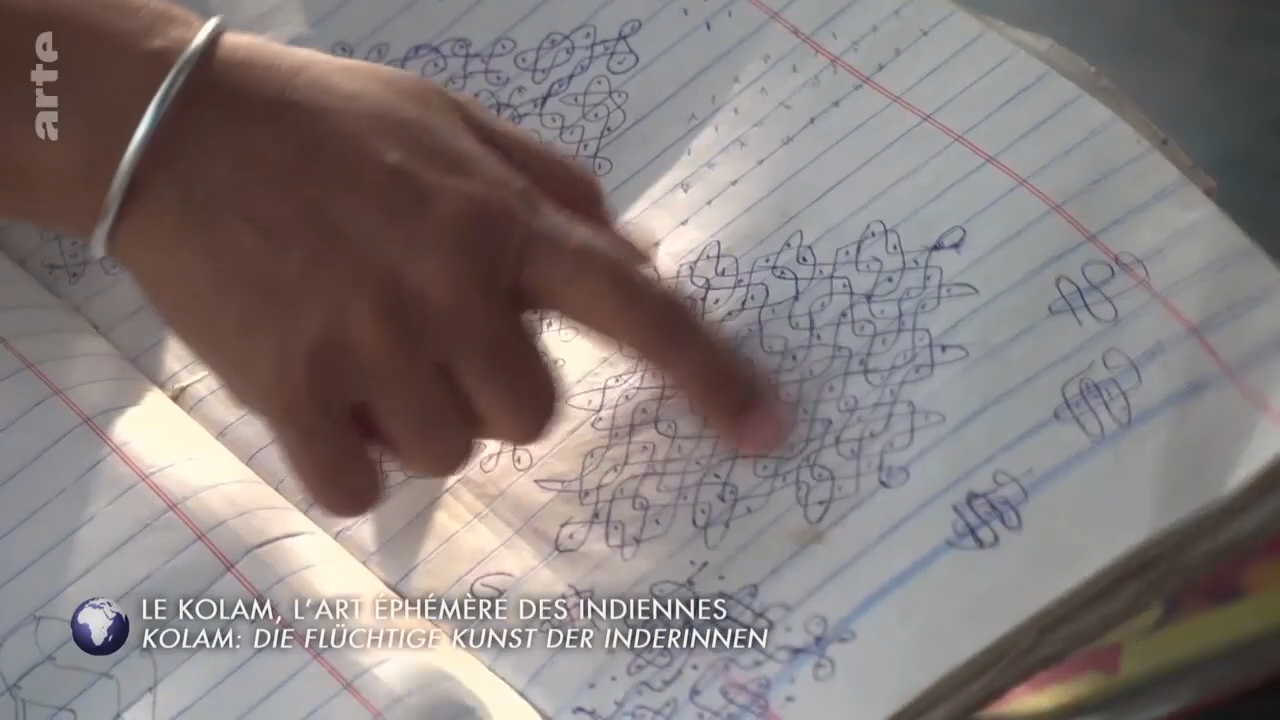 arte
LE KOLAM, L'ART ÉPHÉMÈRE DES INDIENNES
KOLAM: DIE FLÜCHTIGE KUNST DER INDERINNEN